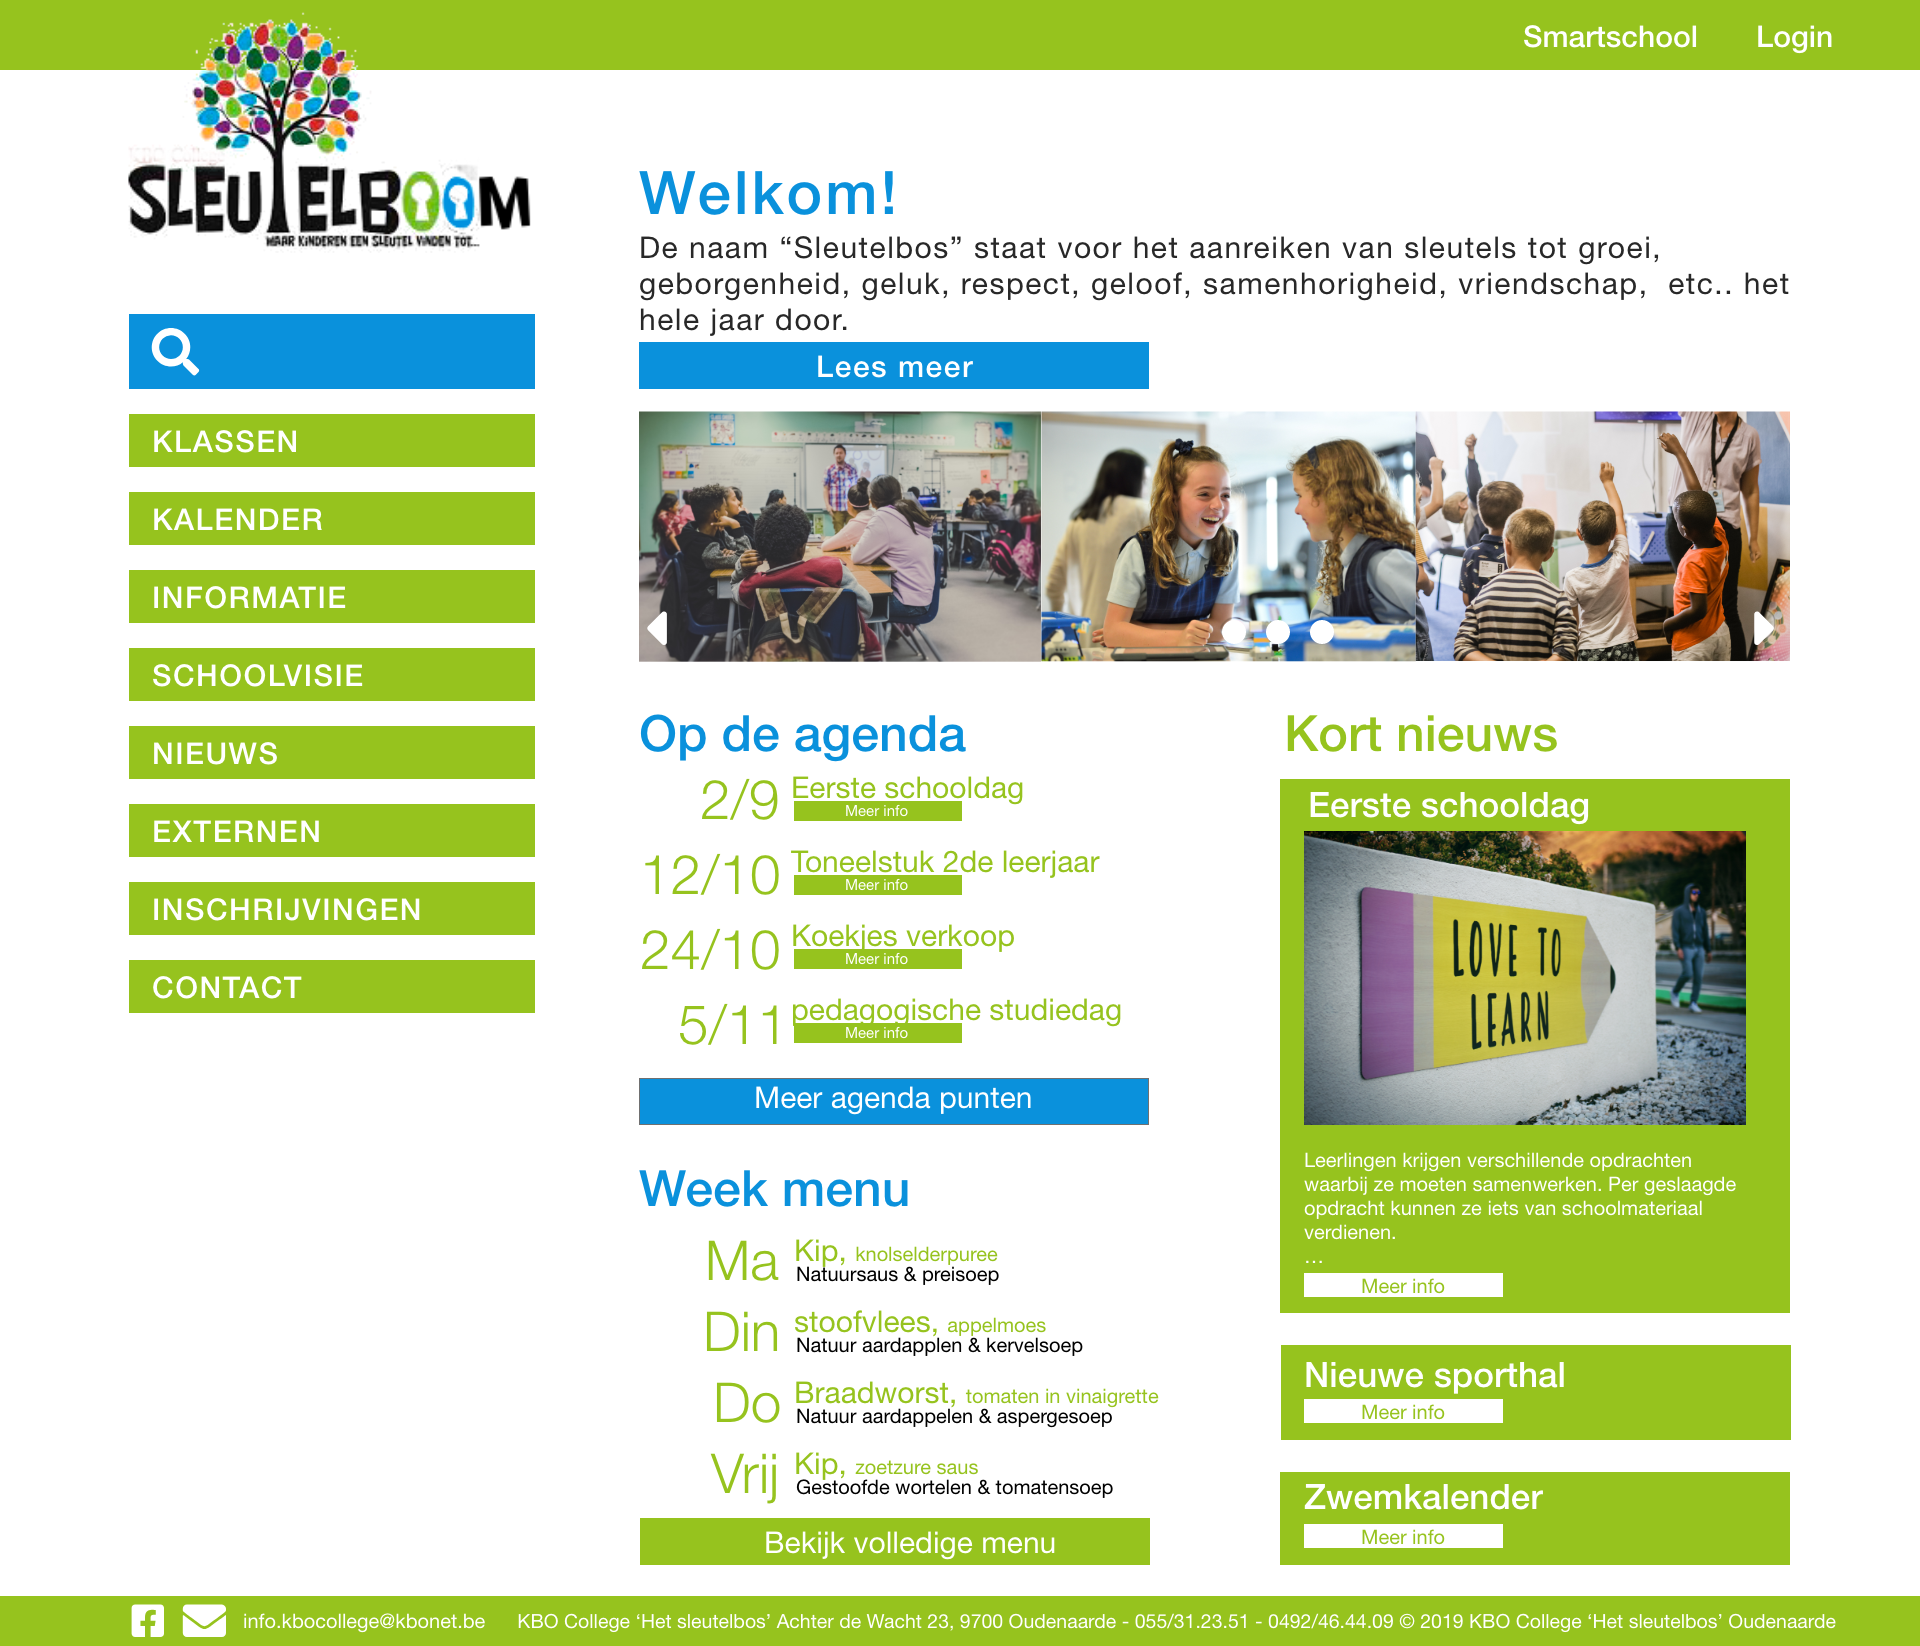 Smartschool Login
KBO College
SLEUTELBOOM
WAAR KINDEREN EEN SLEUTEL VINDEN TOT...
KLASSEN
KALENDER
INFORMATIE
SCHOOLVISIE
NIEUWS
EXTERNEN
INSCHRIJVINGEN
CONTACT
Welkom!
De naam “Sleutelbos” staat voor het aanreiken van sleutels tot groei,
geborgenheid, geluk, respect, geloof, samenhorigheid, vriendschap,  etc.. het
hele jaar door.
Lees meer
Op de agenda
2/9 Eerste schooldag
Meer info
12/10 Toneelstuk 2de leerjaar
Meer info
24/10 Koekjes verkoop
Meer info
5/11 pedagogische studiedag
Meer info
Meer agenda punten
Week menu
Ma Kip, knolselderpuree
Natuursaus & preisoep
Din stoofvlees, appelmoes
Natuur aardapplen & kervelsoep
Do Braadworst, tomaten in vinaigrette
Natuur aardappelen & aspergesoep
Vrij Kip, zoetzure saus
Gestoofde wortelen & tomatensoep
Bekijk volledige menu
Kort nieuws
Eerste schooldag
LOVE TO
LEARN
Leerlingen krijgen verschillende opdrachten
waarbij ze moeten samenwerken. Per geslaagde
opdracht kunnen ze iets van schoolmateriaal
verdienen.
...
Meer info
Nieuwe sporthal
Meer info
Zwemkalender
Meer info
info.kbocollege@kbonet.be KBO College ‘Het sleutelbos’ Achter de Wacht 23, 9700 Oudenaarde - 055/31.23.51 - 0492/46.44.09 © 2019 KBO College ‘Het sleutelbos’ Oudenaarde